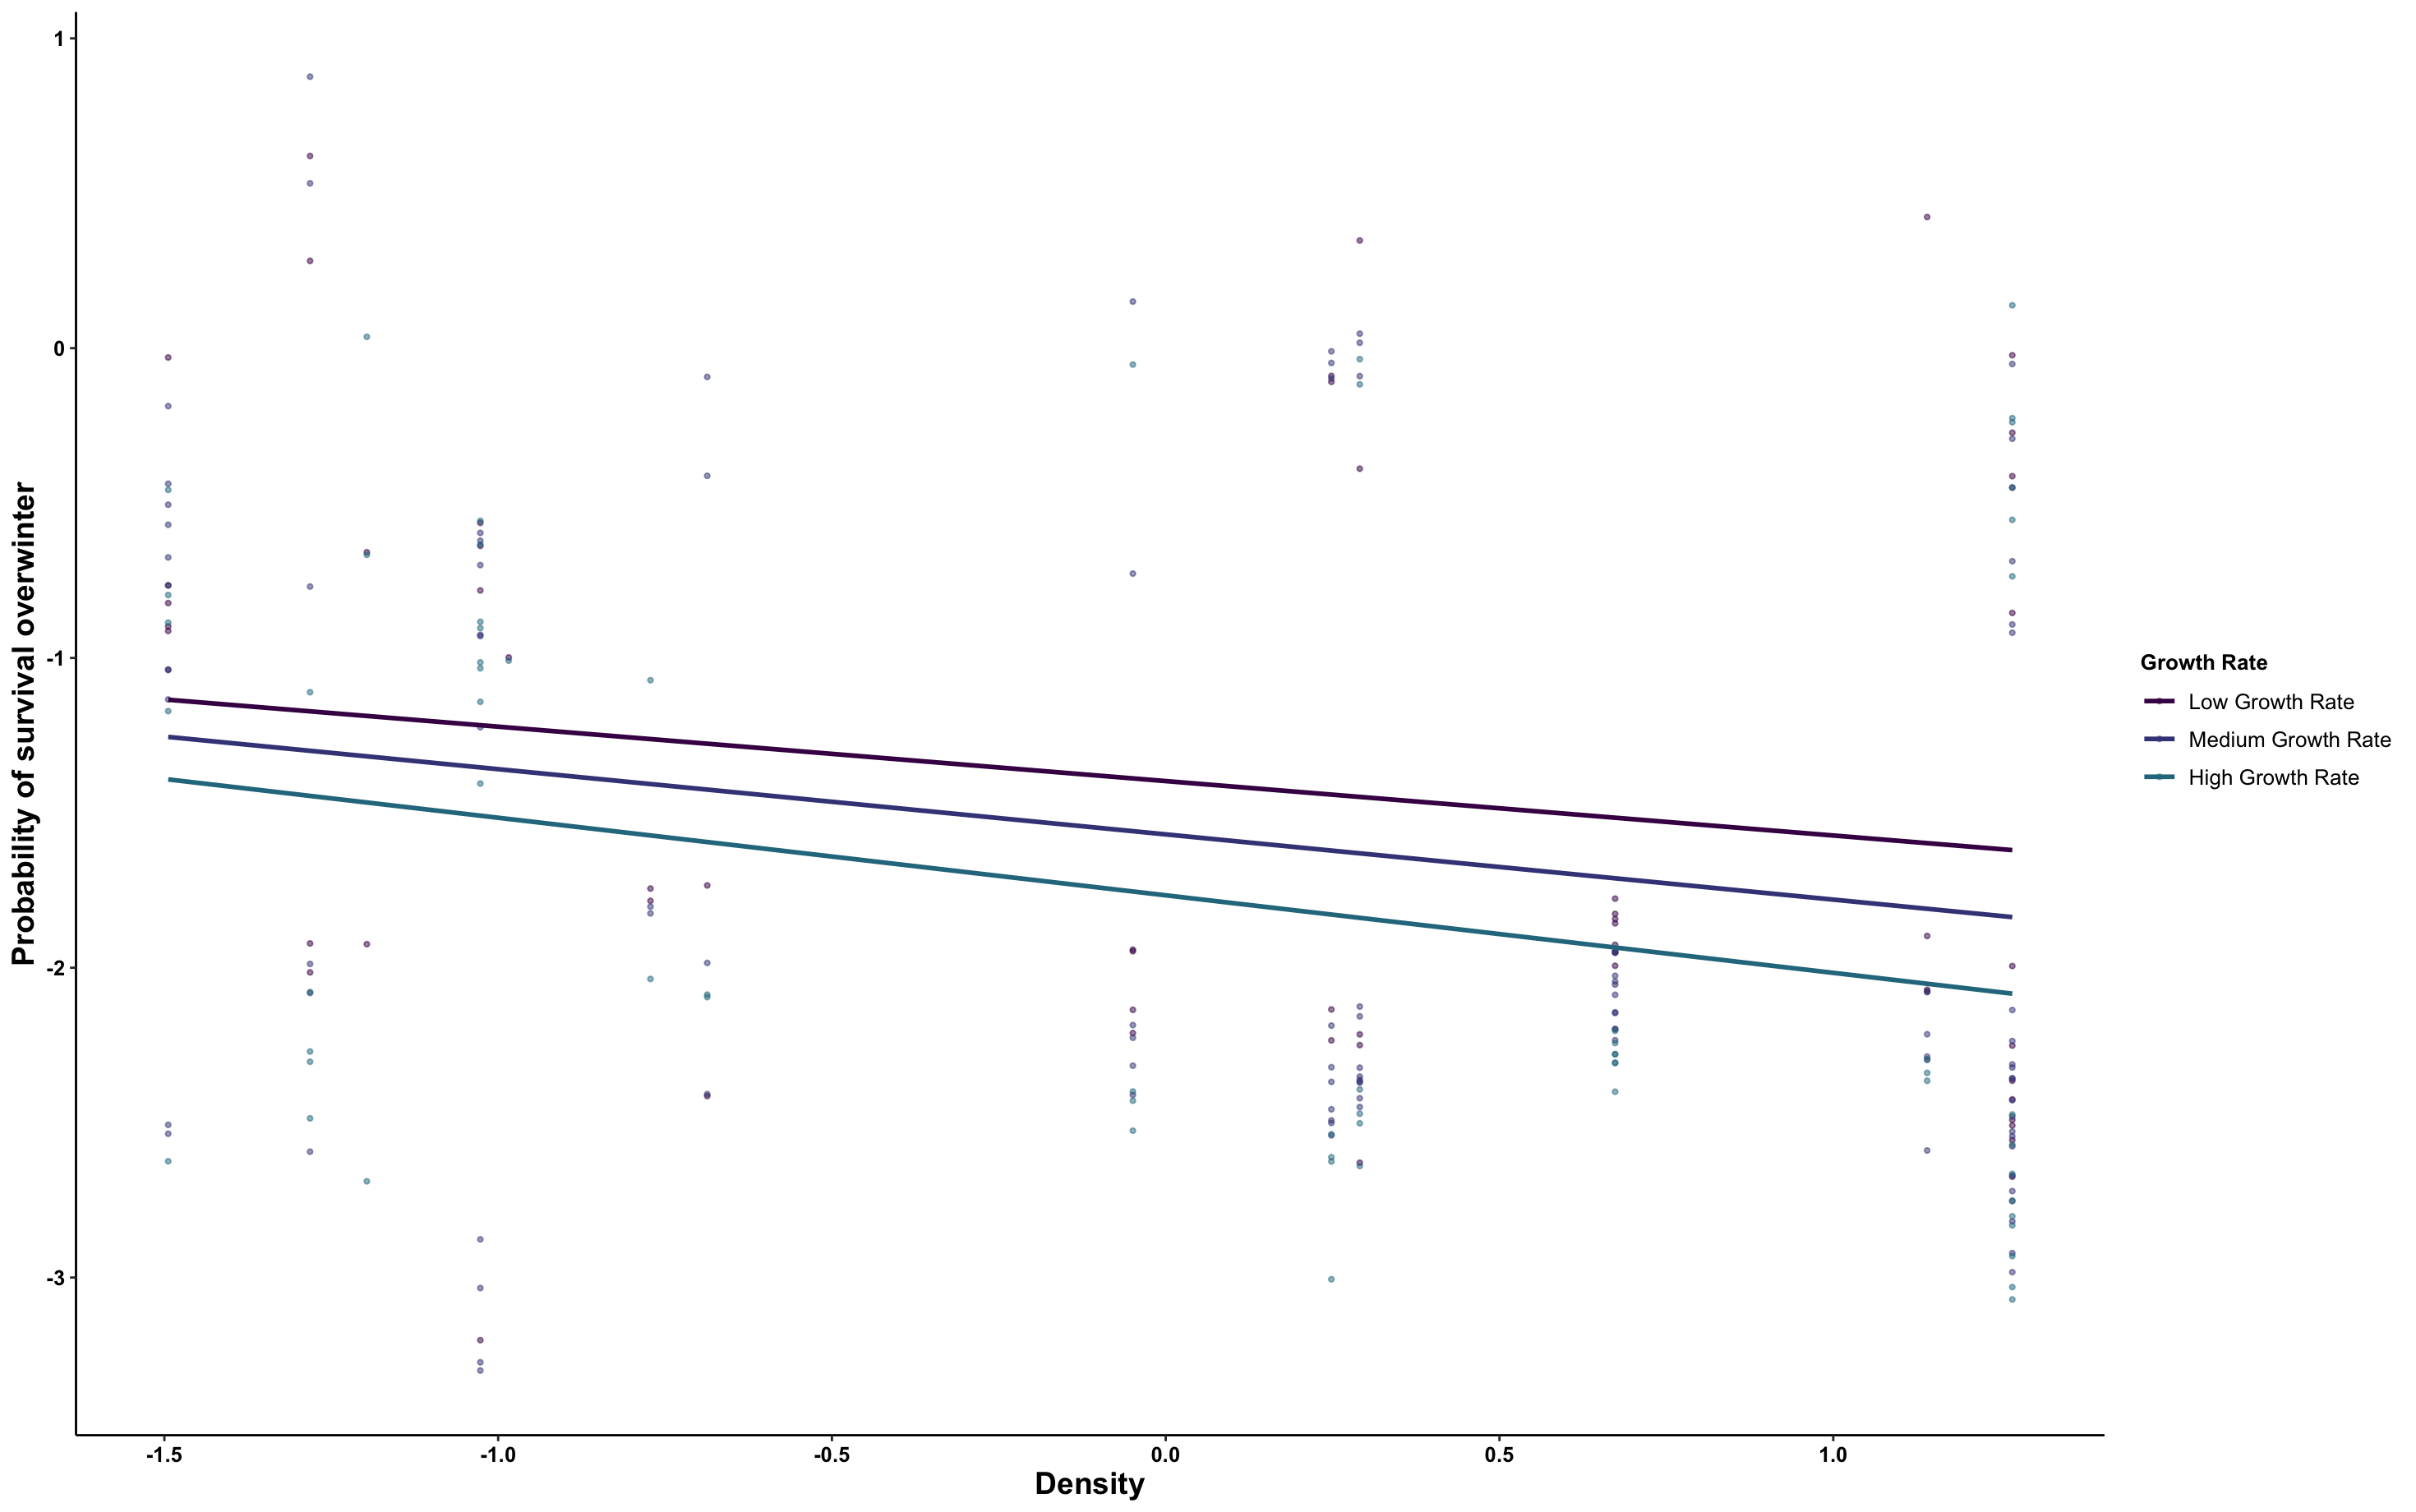 1
0
-1
-2
-3
Probability of survival overwinter
-1.5 -1.0 -0.5 0.0 0.5 1.0
Density
Growth Rate
Low Growth Rate
Medium Growth Rate
High Growth Rate